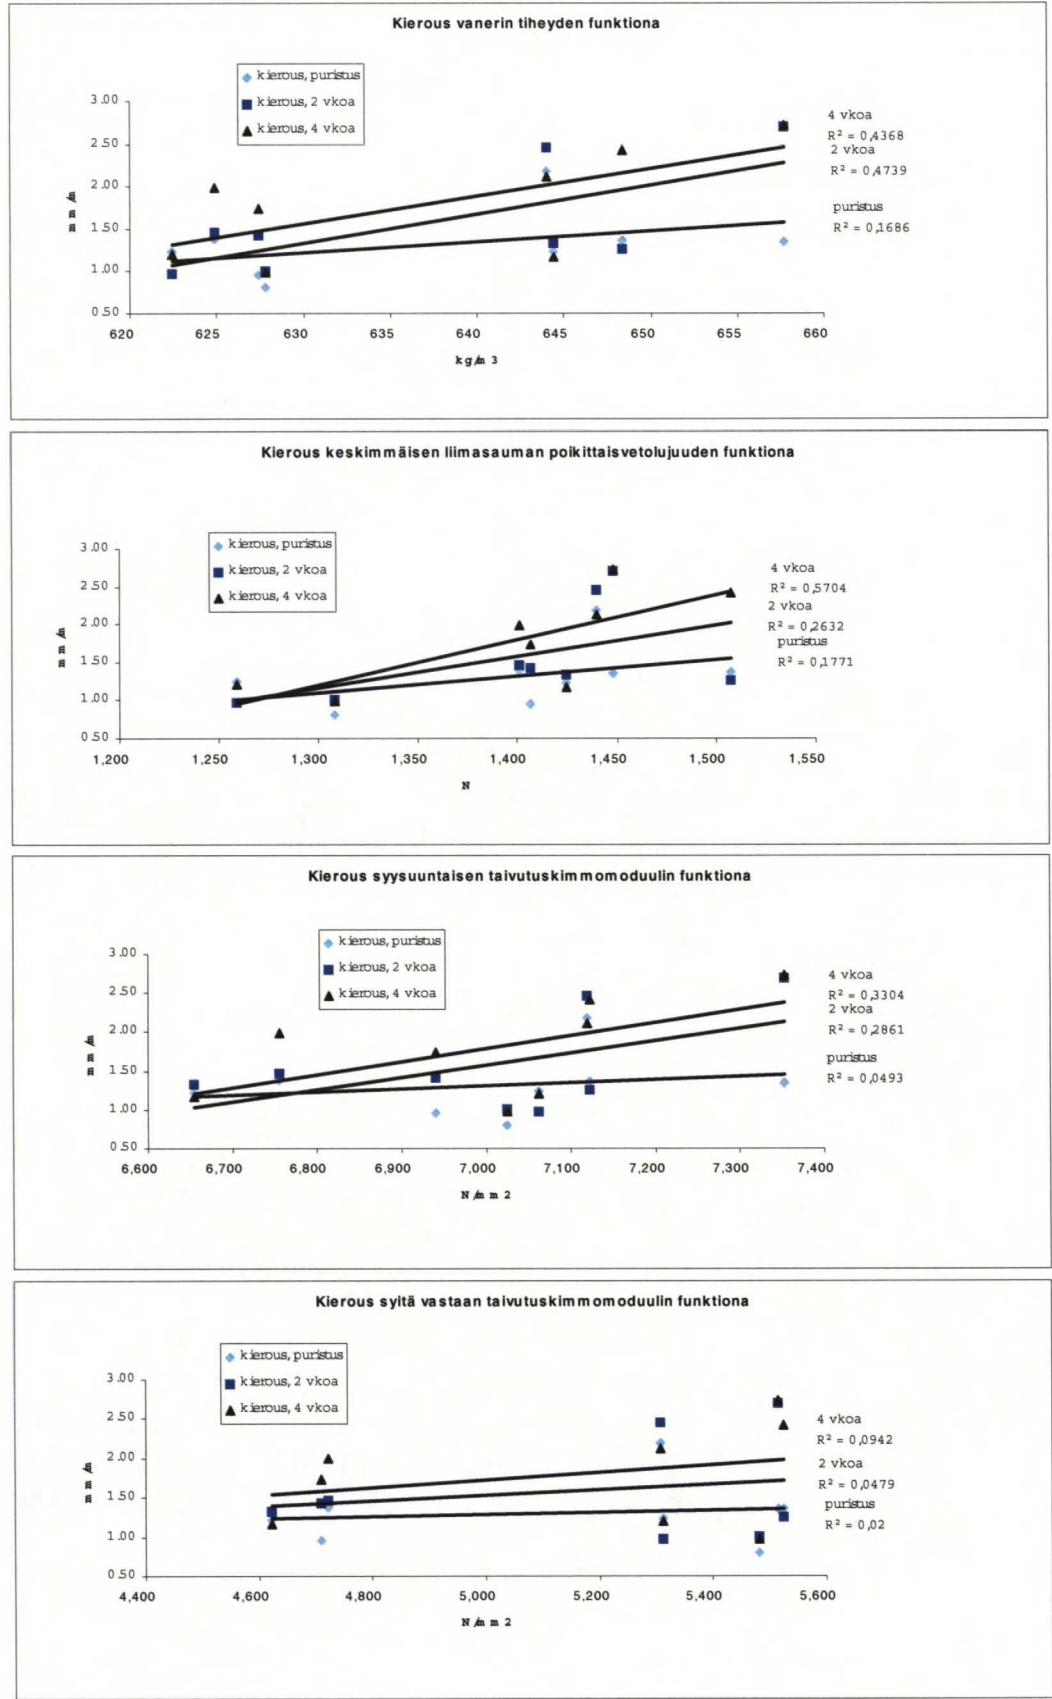 Kierous vanerin tiheyden funktiona
kierous, puristus
kierous, 2 vkoa
kierous, 4 vkoa
3.00
2.50
2.00
1.50
1.00
0.50
mm/m
620 625 630 635 640 645 650 655 660
kg/m3
4 vkoa
R² = 0,4368
2 vkoa
R² = 0,4739
puristus
R² = 0,1686
Kierous keskimmäisen liimasauman poikittaisvetolujuuden funktiona
kierous, puristus
kierous, 2 vkoa
kierous, 4 vkoa
3.00
2.50
2.00
1.50
1.00
0.50
mm/m
1,200 1,250 1,300 1,350 1,400 1,450 1,500 1,550
N
4 vkoa
R² = 0,5704
2 vkoa
R² = 0,2632
puristus
R² = 0,1771
Kierous syysuuntaisen taivutuskimmomoduulin funktiona
kierous, puristus
kierous, 2 vkoa
kierous, 4 vkoa
3.00
2.50
2.00
1.50
1.00
0.50
mm/m
6,600 6,700 6,800 6,900 7,000 7,100 7,200 7,300 7,400
N/mm2
4 vkoa
R² = 0,3304
2 vkoa
R² = 0,2861
puristus
R² = 0,0493
Kierous syitä vastaan taivutuskimmomoduulin funktiona
kierous, puristus
kierous, 2 vkoa
kierous, 4 vkoa
3.00
2.50
2.00
1.50
1.00
0.50
mm/m
4,400 4,600 4,800 5,000 5,200 5,400 5,600
N/mm2
4 vkoa
R² = 0,0942
2 vkoa
R² = 0,0479
puristus
R² = 0,02